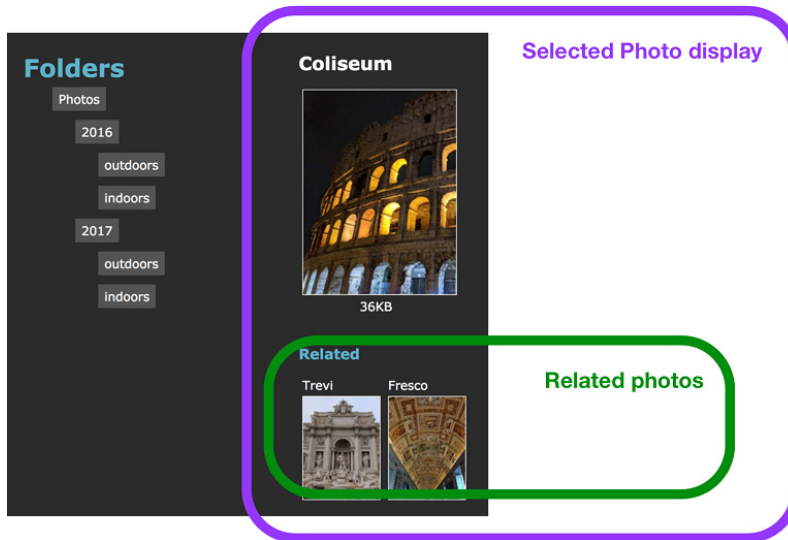 Folders
Photos
2016
outdoors
indoors
2017
outdoors
indoors
Selected Photo display
Coliseum
36KB
Related
Related photos
Trevi
Fresco